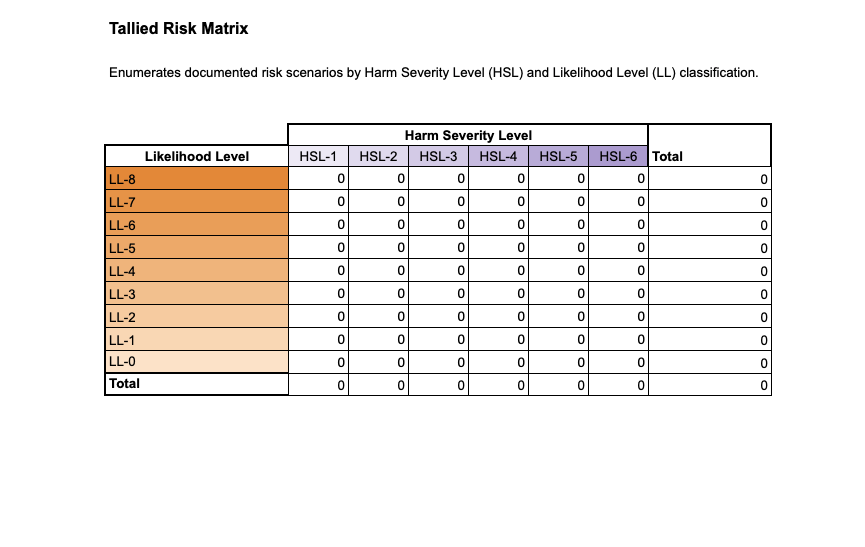 Tallied Risk Matrix
Enumerates documented risk scenarios by Harm Severity Level (HSL) and Likelihood Level (LL) classification.
Harm Severity Level
Likelihood Level HSL-1 HSL-2 HSL-3 HSL-4 HSL-5 HSL-6 Total
LL-8 0 0 0 0 0 0 0
LL-7 0 0 0 0 0 0 0
LL-6 0 0 0 0 0 0 0
LL-5 0 0 0 0 0 0 0
LL-4 0 0 0 0 0 0 0
LL-3 0 0 0 0 0 0 0
LL-2 0 0 0 0 0 0 0
LL-1 0 0 0 0 0 0 0
LL-0 0 0 0 0 0 0 0
Total 0 0 0 0 0 0 0